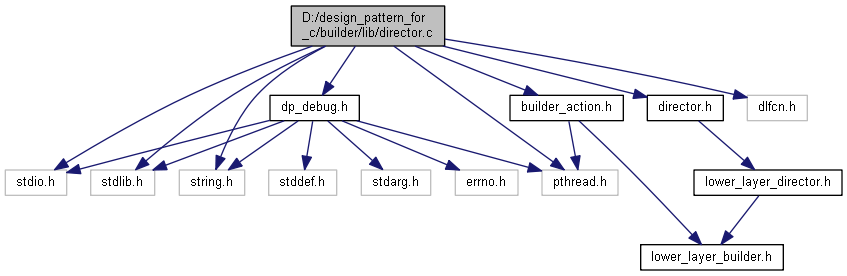 D:/design_pattern_for
_c/builder/lib/director.c
dp_debug.h
builder_action.h
director.h
dlfcn.h
stdio.h
stdlib.h
string.h
stddef.h
stdarg.h
errno.h
pthread.h
lower_layer_director.h
lower_layer_builder.h